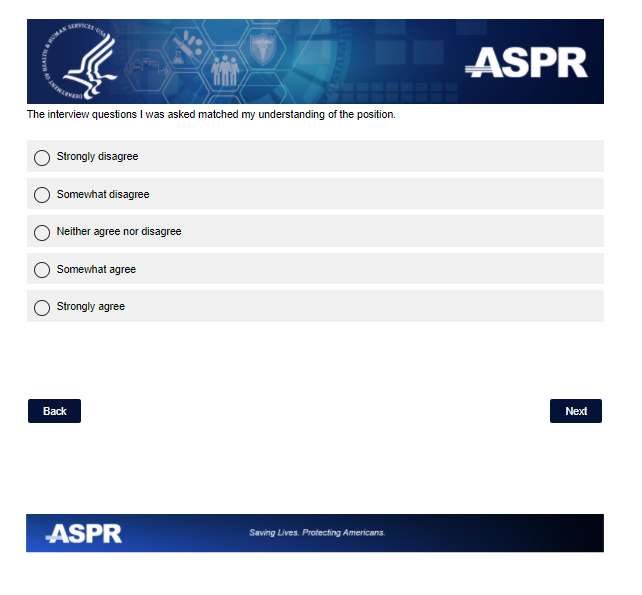 DEPARTMENT OF HEALTH & HUMAN SERVICES · USA
ASPR
The interview questions I was asked matched my understanding of the position.
Strongly disagree
Somewhat disagree
Neither agree nor disagree
Somewhat agree
Strongly agree
Back
Next
ASPR
Saving Lives. Protecting Americans.